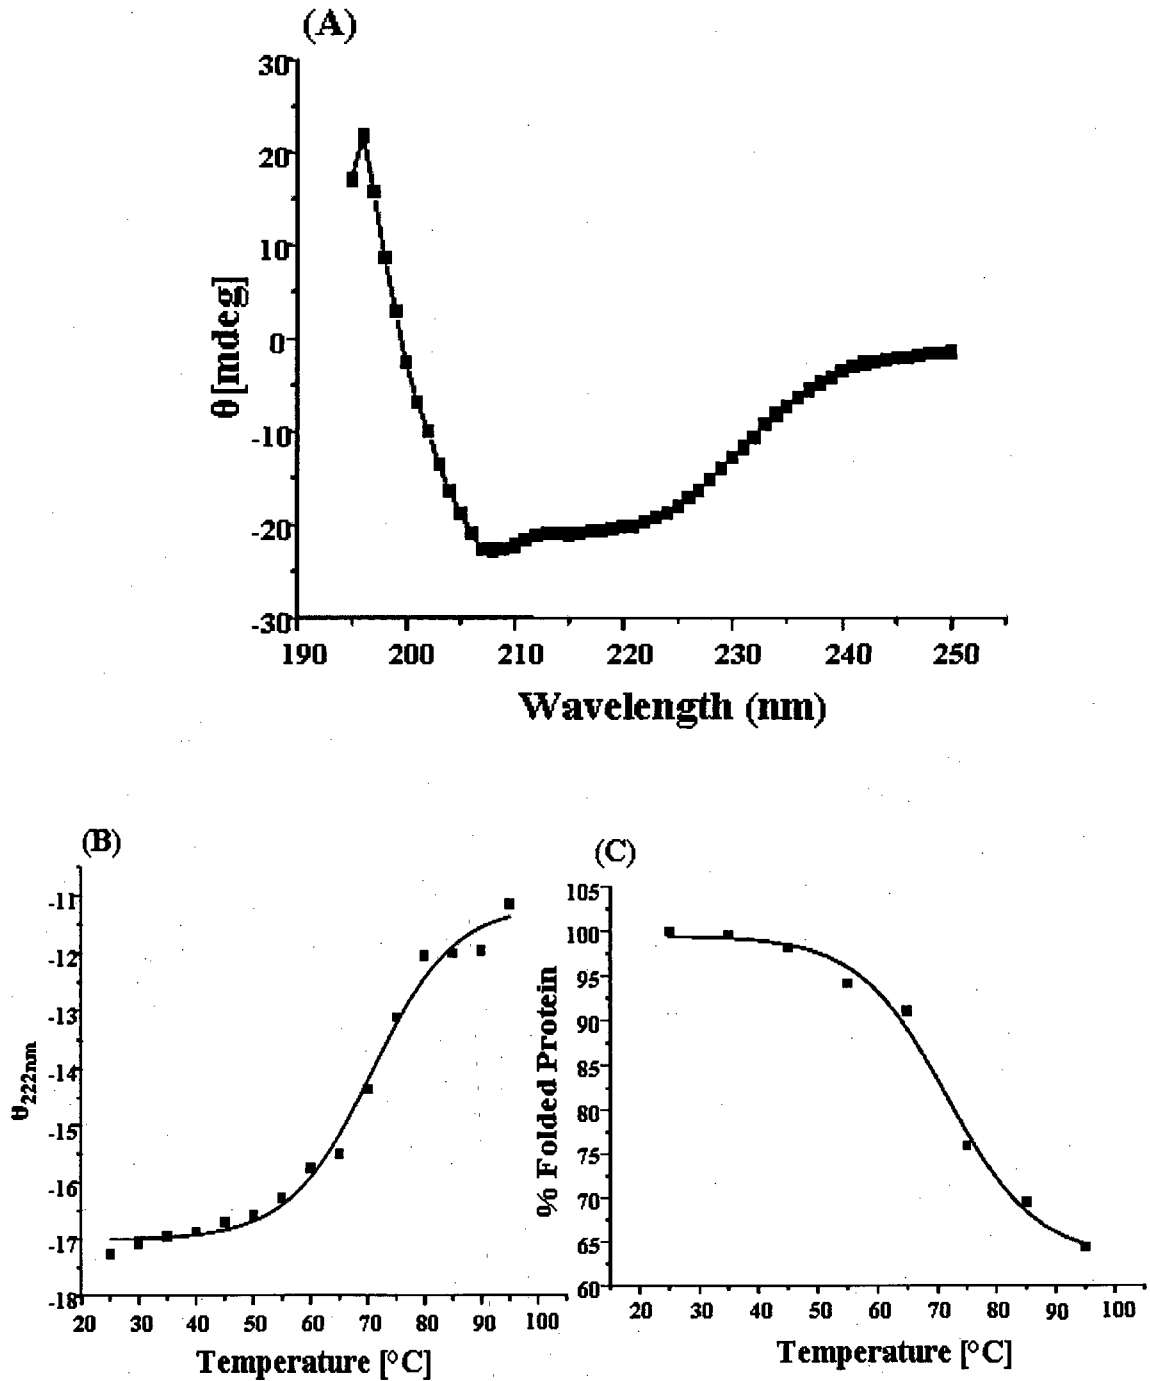 (A)
30
20
10
0
-10
-20
-30
θ[mdeg]
190 200 210 220 230 240 250
Wavelength (nm)
(B)
-11
-12
-13
-14
-15
-16
-17
-18
θ222nm
20 30 40 50 60 70 80 90 100
Temperature [°C]
(C)
105
100
95
90
85
80
75
70
65
60
% Folded Protein
20 30 40 50 60 70 80 90 100
Temperature [°C]